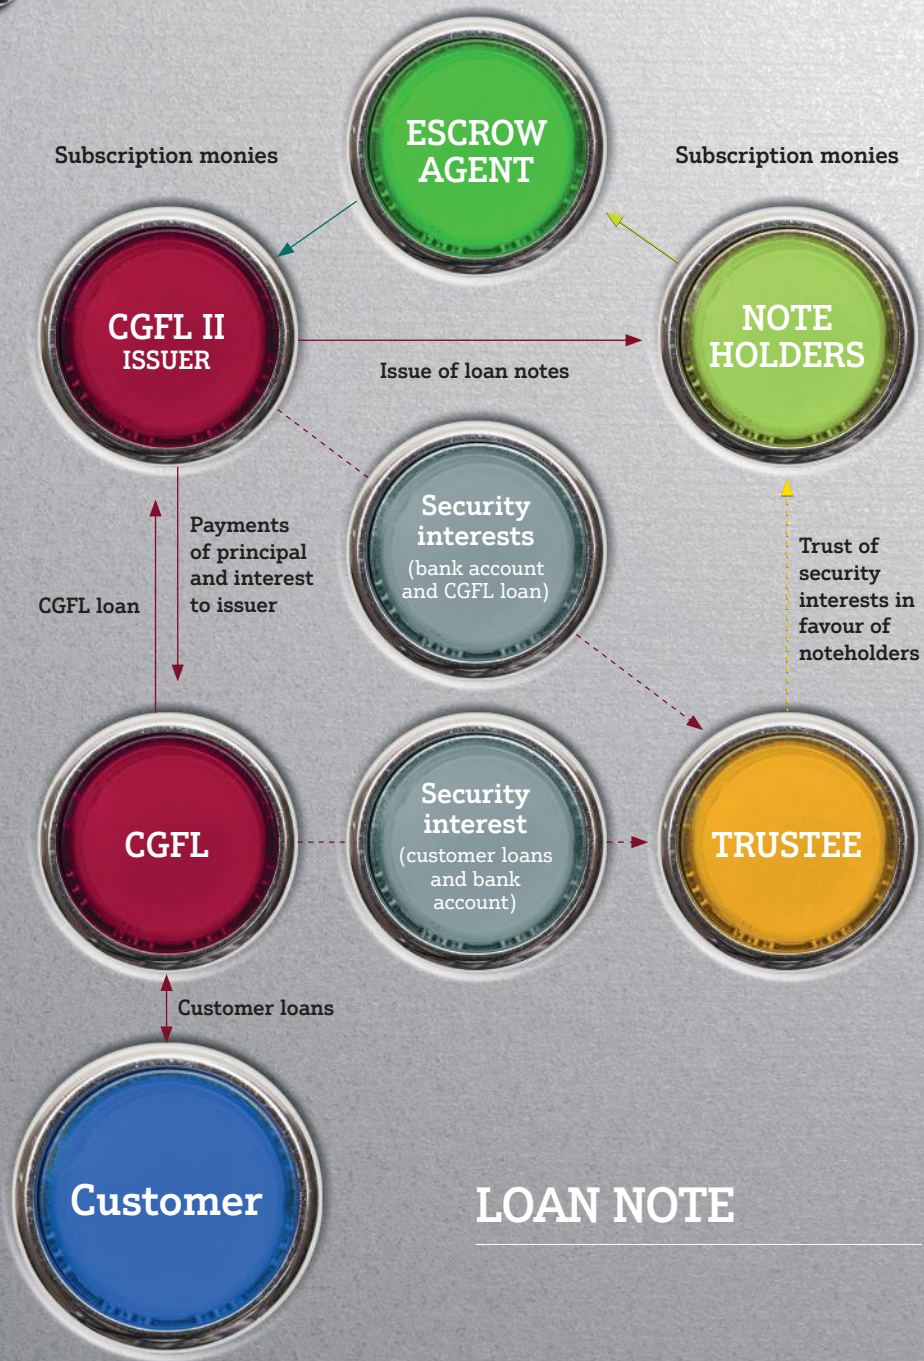 ESCROW
AGENT
Subscription monies
Subscription monies
CGFL II
ISSUER
NOTE
HOLDERS
Issue of loan notes
Security
interests
(bank account
and CGFL loan)
Payments
of principal
and interest
to issuer
CGFL loan
Trust of
security
interests in
favour of
noteholders
CGFL
Security
interest
(customer loans
and bank
account)
TRUSTEE
Customer loans
Customer
LOAN NOTE